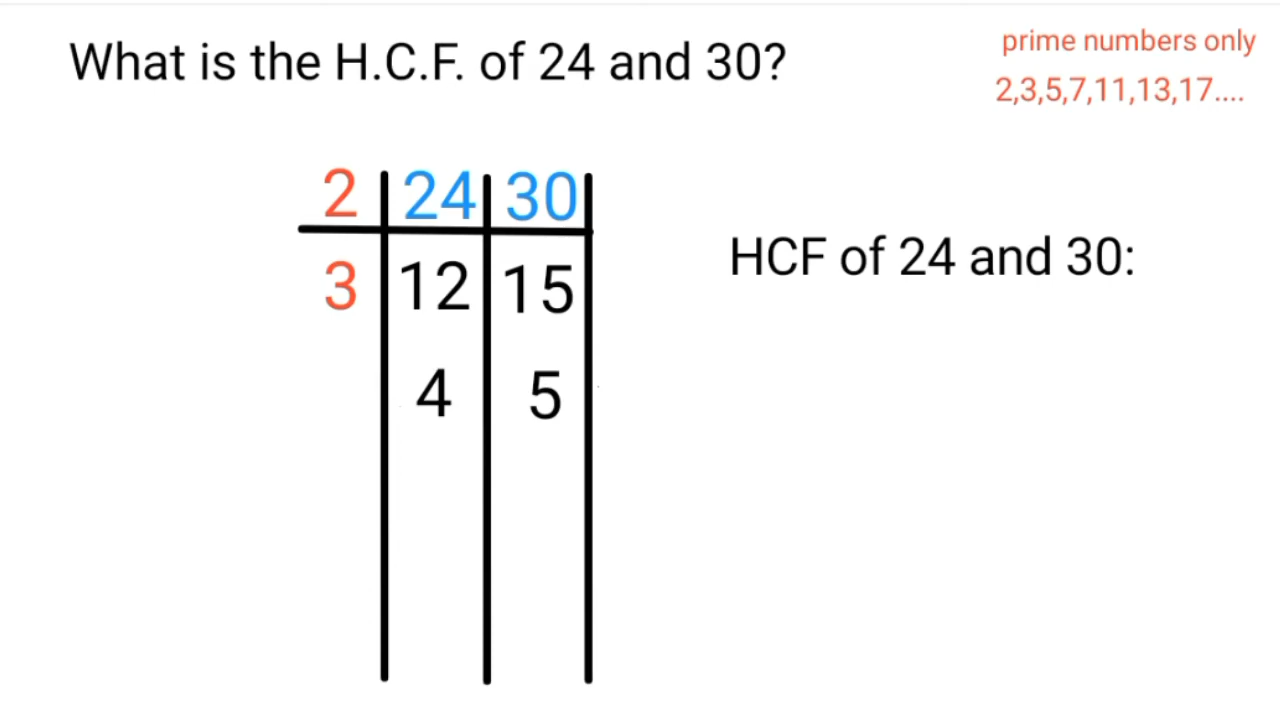 What is the H.C.F. of 24 and 30?
prime numbers only
2,3,5,7,11,13,17....
2 24 30
3 12 15
4 5
HCF of 24 and 30: